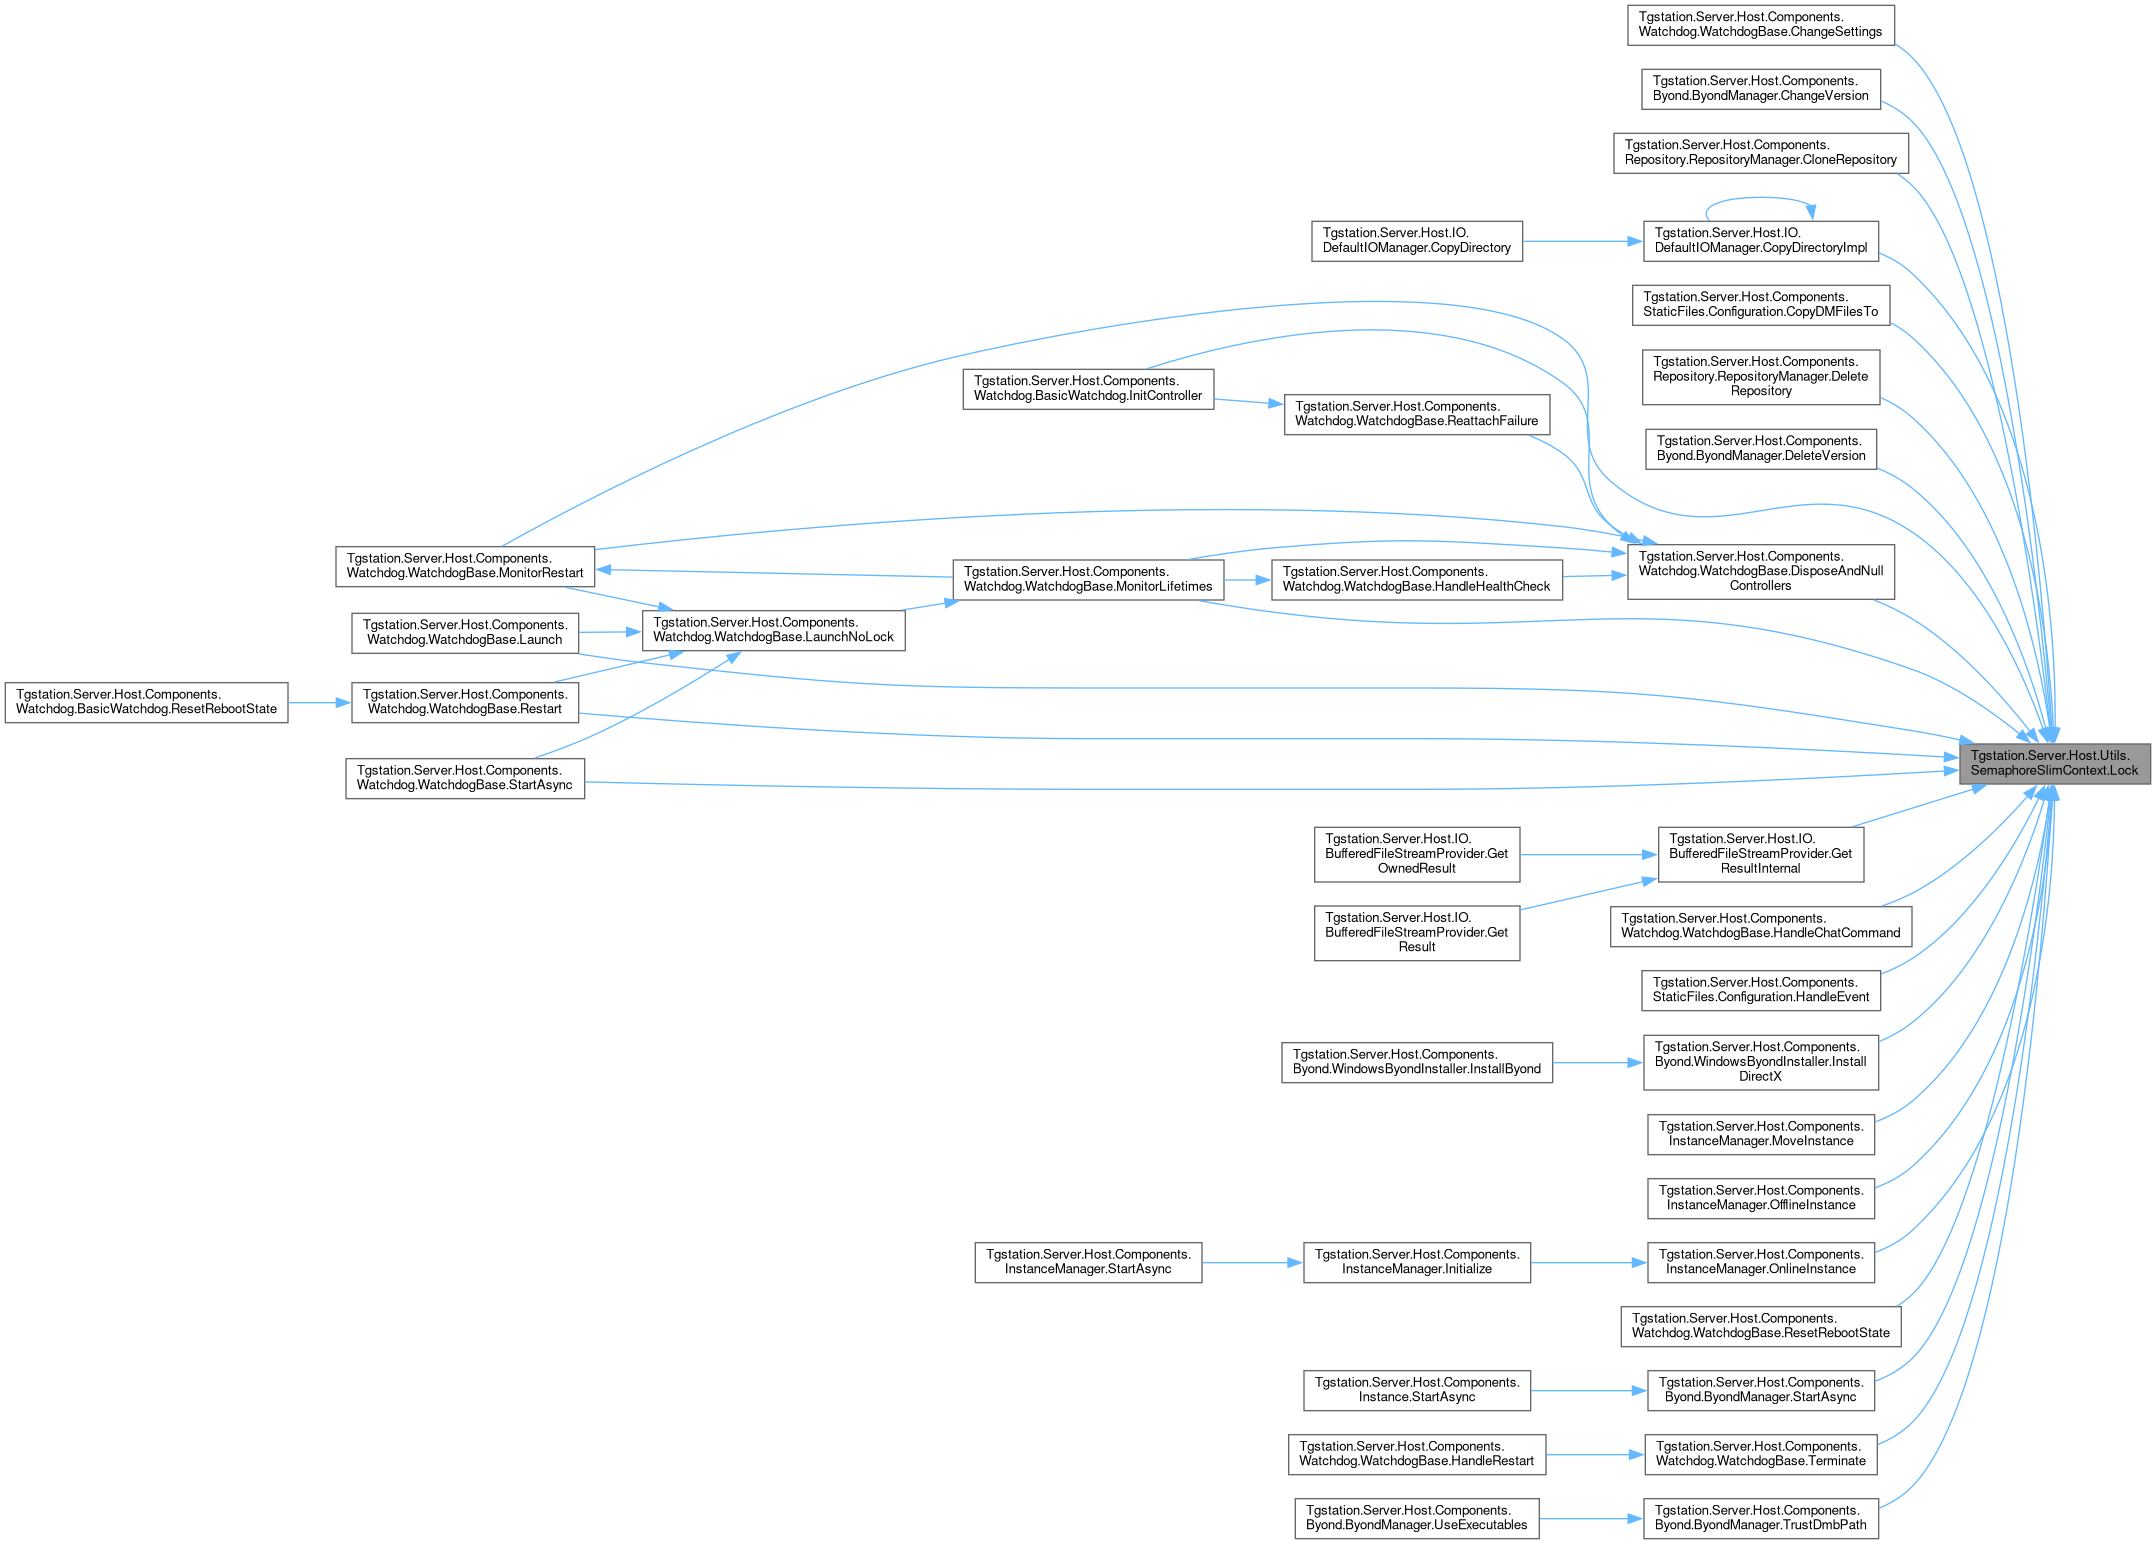 Tgstation.Server.Host.Components.
Watchdog.WatchdogBase.ChangeSettings
Tgstation.Server.Host.Components.
Byond.ByondManager.ChangeVersion
Tgstation.Server.Host.Components.
Repository.RepositoryManager.CloneRepository
Tgstation.Server.Host.IO.
DefaultIOManager.CopyDirectory
Tgstation.Server.Host.IO.
DefaultIOManager.CopyDirectoryImpl
Tgstation.Server.Host.Components.
StaticFiles.Configuration.CopyDMFilesTo
Tgstation.Server.Host.Components.
Repository.RepositoryManager.Delete
Repository
Tgstation.Server.Host.Components.
Watchdog.BasicWatchdog.InitController
Tgstation.Server.Host.Components.
Watchdog.WatchdogBase.ReattachFailure
Tgstation.Server.Host.Components.
Byond.ByondManager.DeleteVersion
Tgstation.Server.Host.Components.
Watchdog.WatchdogBase.MonitorRestart
Tgstation.Server.Host.Components.
Watchdog.WatchdogBase.MonitorLifetimes
Tgstation.Server.Host.Components.
Watchdog.WatchdogBase.HandleHealthCheck
Tgstation.Server.Host.Components.
Watchdog.WatchdogBase.DisposeAndNull
Controllers
Tgstation.Server.Host.Components.
Watchdog.WatchdogBase.Launch
Tgstation.Server.Host.Components.
Watchdog.WatchdogBase.LaunchNoLock
Tgstation.Server.Host.Components.
Watchdog.BasicWatchdog.ResetRebootState
Tgstation.Server.Host.Components.
Watchdog.WatchdogBase.Restart
Tgstation.Server.Host.Components.
Watchdog.WatchdogBase.StartAsync
Tgstation.Server.Host.Utils.
SemaphoreSlimContext.Lock
Tgstation.Server.Host.IO.
BufferedFileStreamProvider.Get
OwnedResult
Tgstation.Server.Host.IO.
BufferedFileStreamProvider.Get
ResultInternal
Tgstation.Server.Host.IO.
BufferedFileStreamProvider.Get
Result
Tgstation.Server.Host.Components.
Watchdog.WatchdogBase.HandleChatCommand
Tgstation.Server.Host.Components.
StaticFiles.Configuration.HandleEvent
Tgstation.Server.Host.Components.
Byond.WindowsByondInstaller.InstallByond
Tgstation.Server.Host.Components.
Byond.WindowsByondInstaller.Install
DirectX
Tgstation.Server.Host.Components.
InstanceManager.MoveInstance
Tgstation.Server.Host.Components.
InstanceManager.OfflineInstance
Tgstation.Server.Host.Components.
InstanceManager.StartAsync
Tgstation.Server.Host.Components.
InstanceManager.Initialize
Tgstation.Server.Host.Components.
InstanceManager.OnlineInstance
Tgstation.Server.Host.Components.
Watchdog.WatchdogBase.ResetRebootState
Tgstation.Server.Host.Components.
Instance.StartAsync
Tgstation.Server.Host.Components.
Byond.ByondManager.StartAsync
Tgstation.Server.Host.Components.
Watchdog.WatchdogBase.HandleRestart
Tgstation.Server.Host.Components.
Watchdog.WatchdogBase.Terminate
Tgstation.Server.Host.Components.
Byond.ByondManager.UseExecutables
Tgstation.Server.Host.Components.
Byond.ByondManager.TrustDmbPath